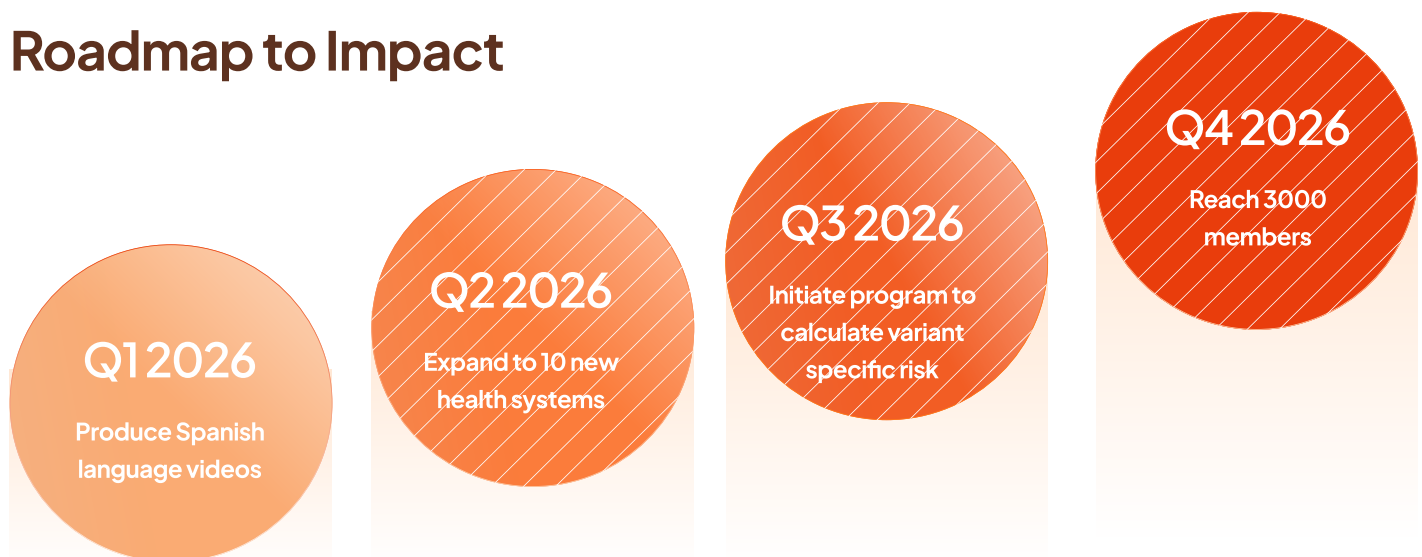 Roadmap to Impact
Q1 2026
Produce Spanish
language videos
Q2 2026
Expand to 10 new
health systems
Q3 2026
Initiate program to
calculate variant
specific risk
Q4 2026
Reach 3000
members